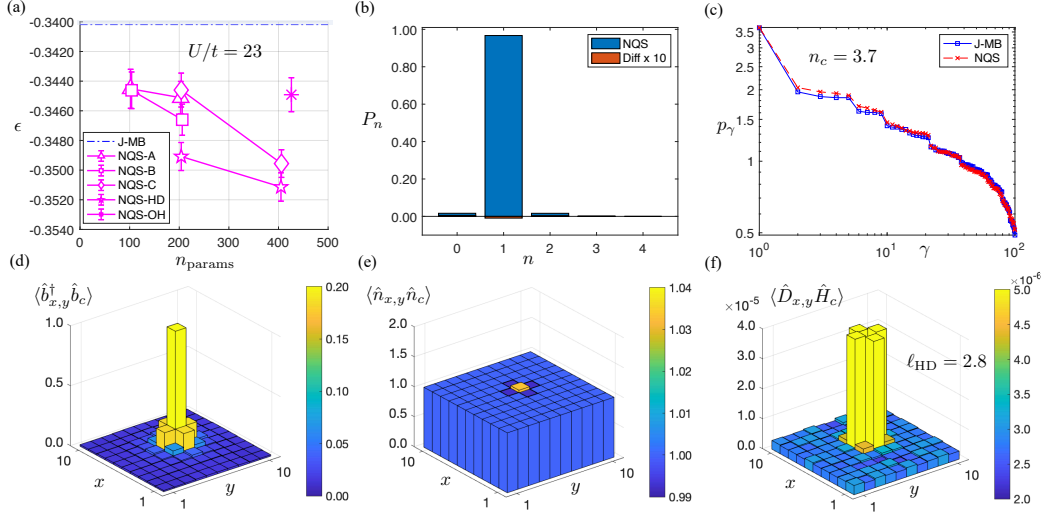 (a)
-0.3400
-0.3440
-0.3480
-0.3500
-0.3520
-0.3540
ϵ
U/t = 23
J-MB
NQS-A
NQS-B
NQS-C
NQS-HD
NQS-OH
0 100 200 300 400 500
n_params
(b)
1.00
0.80
0.60
0.40
0.20
0.00
P_n
NQS
Diff x 10
0 1 2 3 4
n
(c)
3.5
2.5
2
1.5
1
0.5
p_γ
n_c = 3.7
J-MB
NQS
10^0 10^1 10^2
γ
(d)
⟨b̂†_{x,y} b̂_c⟩
1.0
0.5
0.0
10
x
1
1
y
10
0.20
0.15
0.10
0.05
0.00
(e)
⟨n̂_{x,y} n̂_c⟩
2.0
1.5
1.0
0.5
0.0
10
x
1
1
y
10
1.04
1.03
1.02
1.01
1.00
0.99
(f)
⟨D̂_{x,y} Ĥ_c⟩
×10^-5
4.0
3.0
2.0
1.0
0.0
ℓ_HD = 2.8
10
x
1
1
y
10
×10^-6
5.0
4.5
4.0
3.5
3.0
2.5
2.0